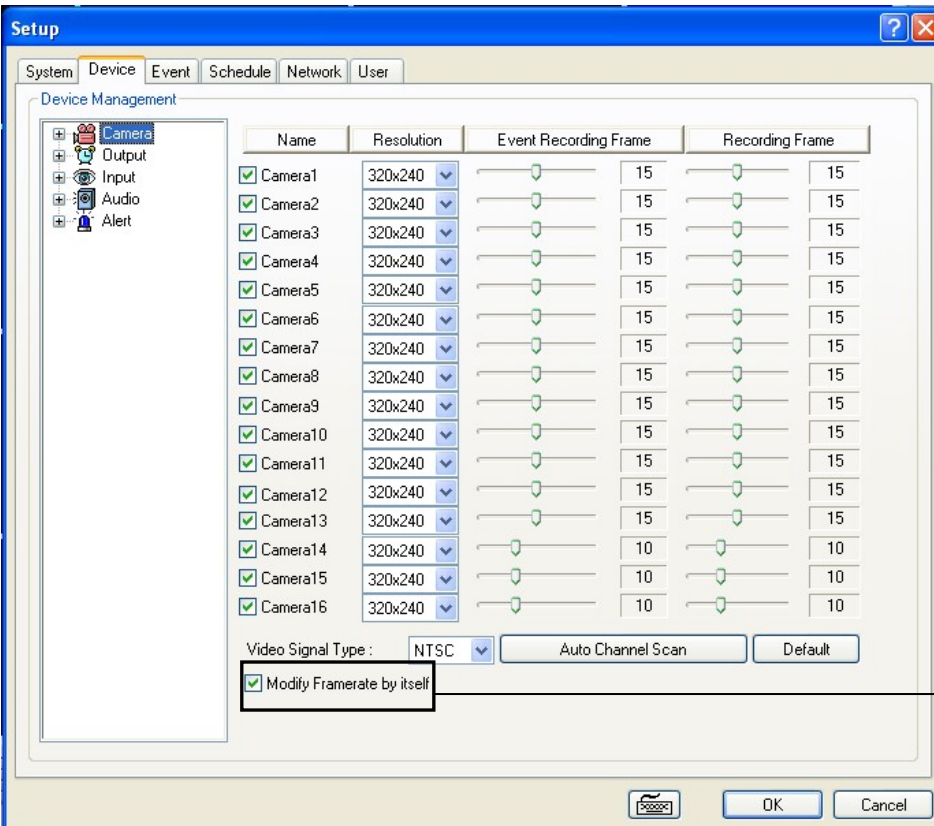 Setup
System Device Event Schedule Network User
Device Management
Camera
Output
Input
Audio
Alert
Name Resolution Event Recording Frame Recording Frame
Camera1 320x240 15 15
Camera2 320x240 15 15
Camera3 320x240 15 15
Camera4 320x240 15 15
Camera5 320x240 15 15
Camera6 320x240 15 15
Camera7 320x240 15 15
Camera8 320x240 15 15
Camera9 320x240 15 15
Camera10 320x240 15 15
Camera11 320x240 15 15
Camera12 320x240 15 15
Camera13 320x240 15 15
Camera14 320x240 10 10
Camera15 320x240 10 10
Camera16 320x240 10 10
Video Signal Type : NTSC Auto Channel Scan Default
Modify Framerate by itself
OK Cancel